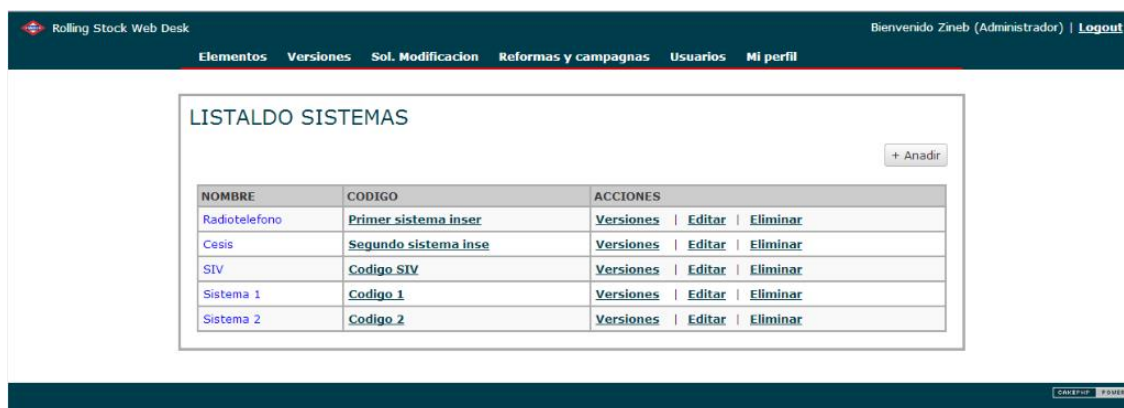 Rolling Stock Web Desk
Bienvenido Zineb (Administrador) | Logout
Elementos Versiones Sol. Modificacion Reformas y campagnas Usuarios Mi perfil
LISTALDO SISTEMAS
+ Anadir
NOMBRE CODIGO ACCIONES
Radiotelefono Primer sistema inser Versiones | Editar | Eliminar
Cesis Segundo sistema inse Versiones | Editar | Eliminar
SIV Codigo SIV Versiones | Editar | Eliminar
Sistema 1 Codigo 1 Versiones | Editar | Eliminar
Sistema 2 Codigo 2 Versiones | Editar | Eliminar
CAKEPHP POWER